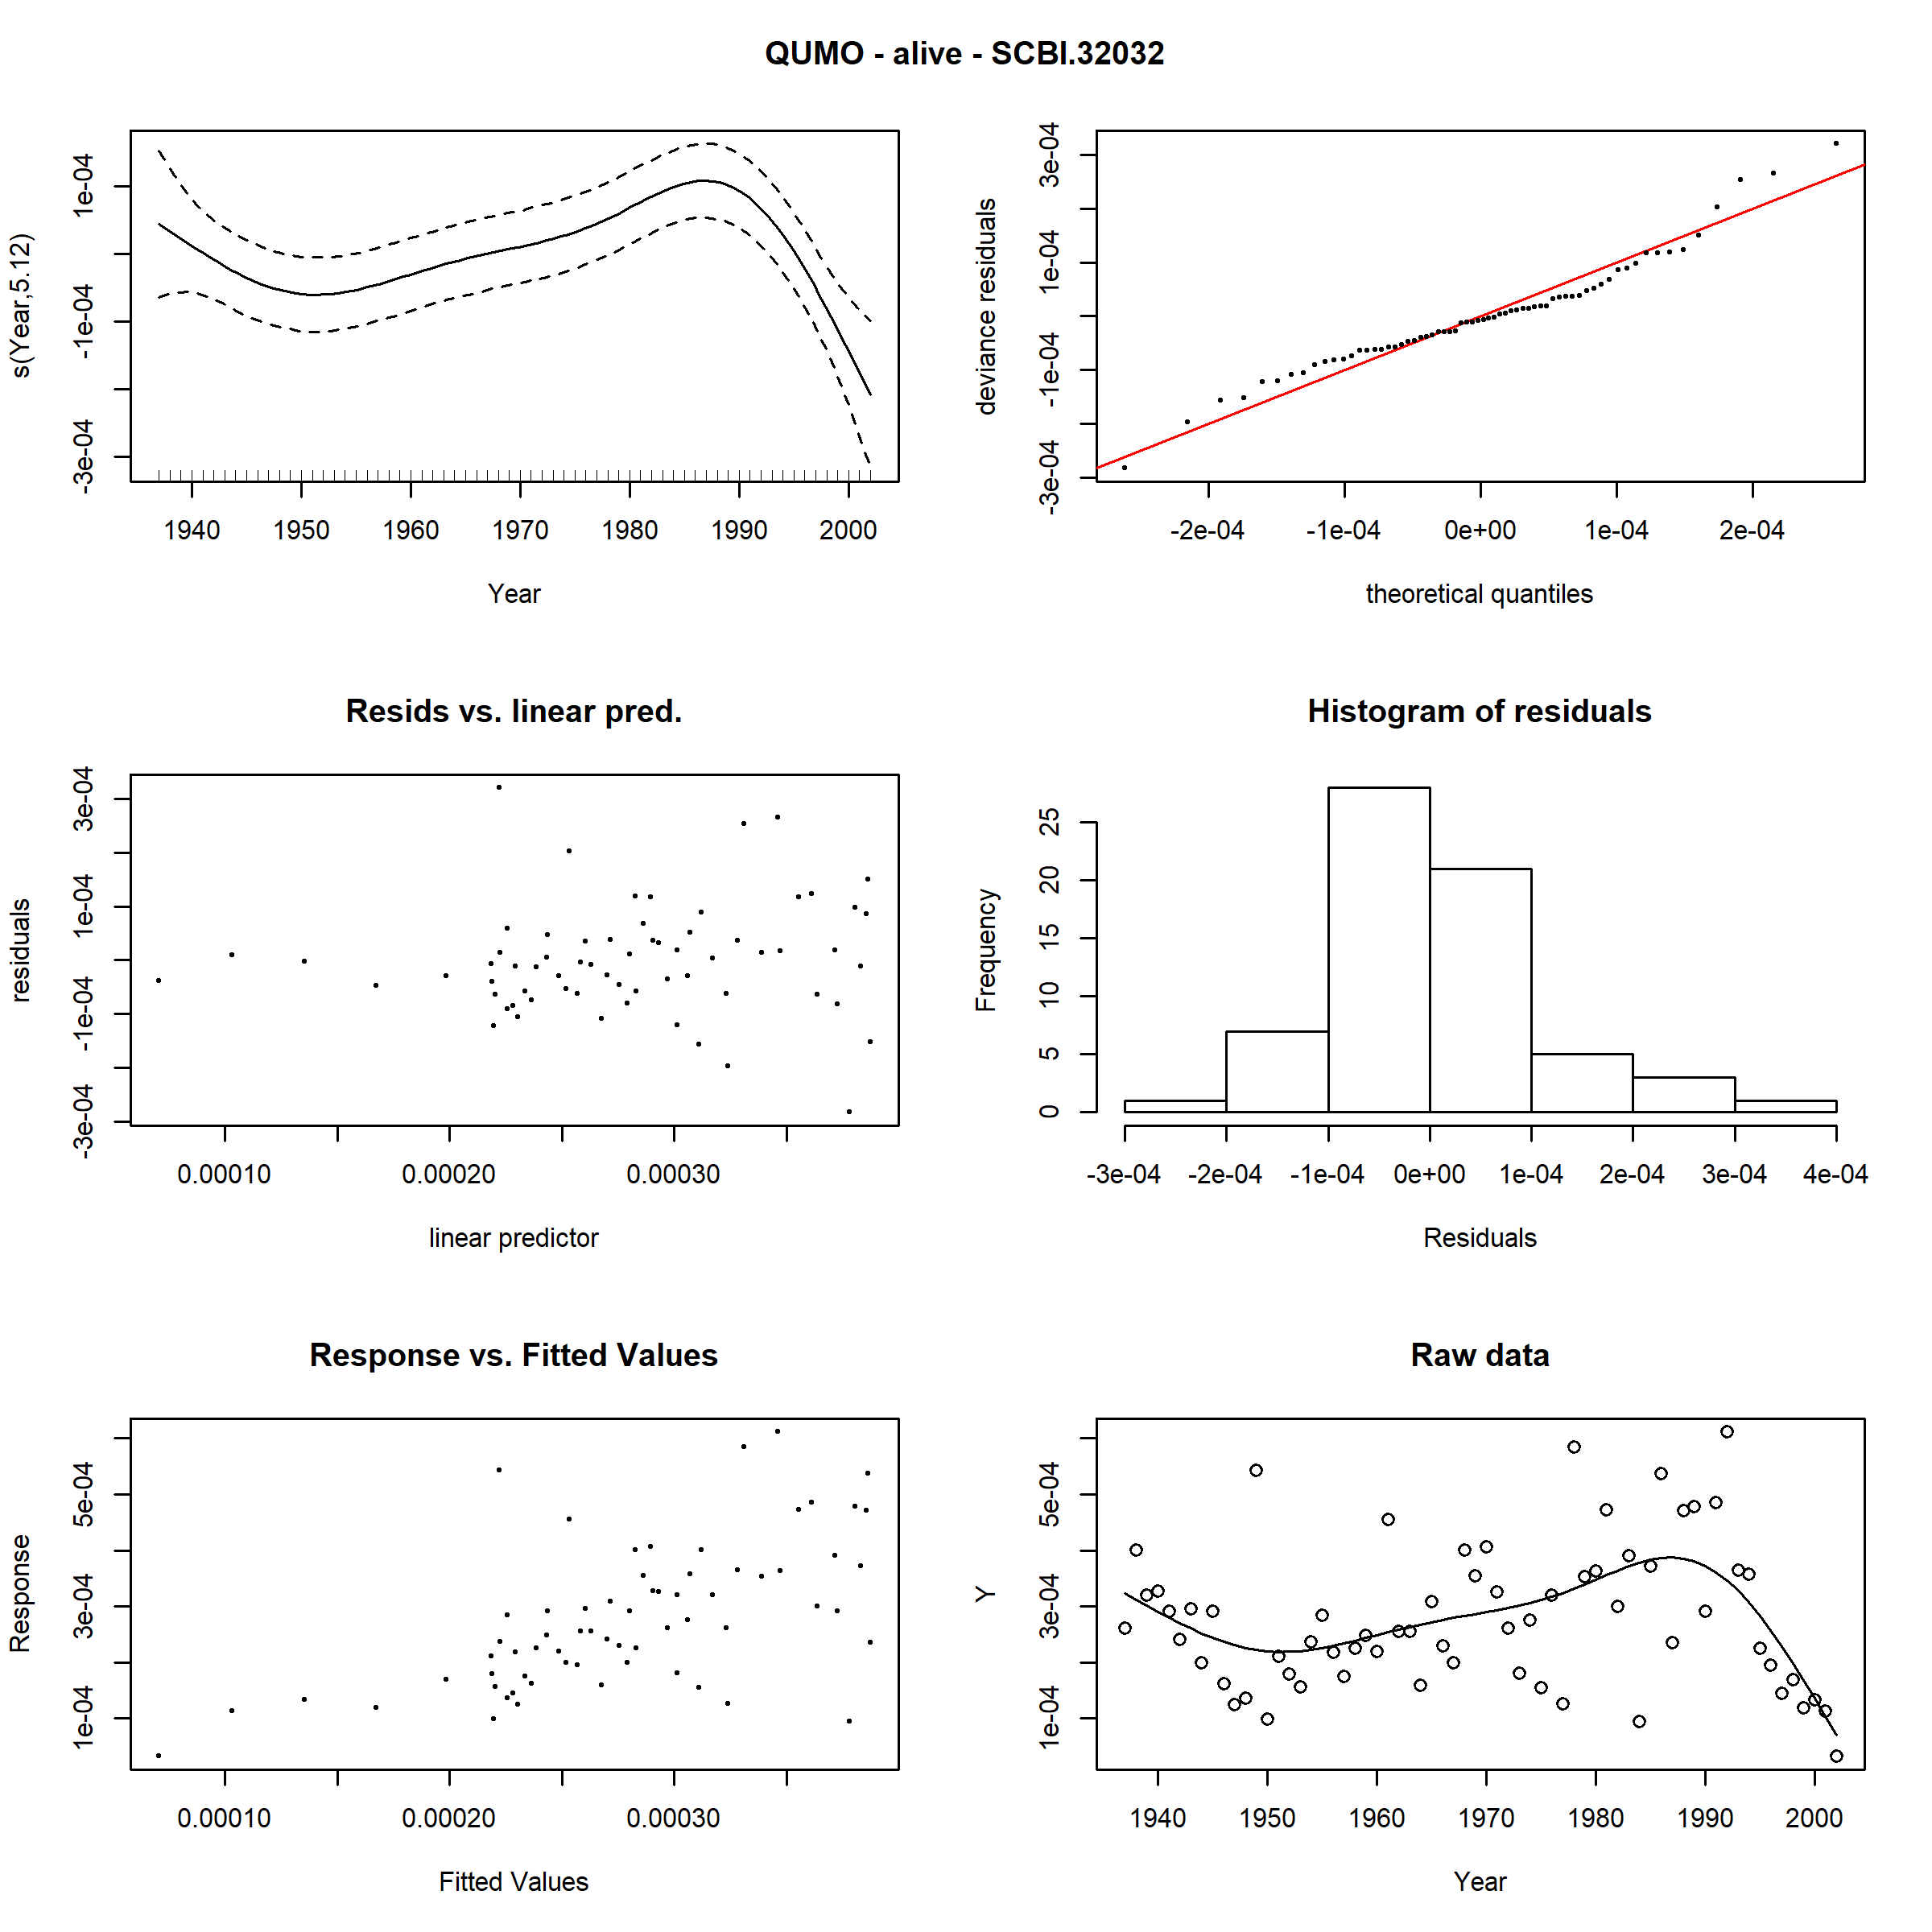 QUMO - alive - SCBI.32032
s(Year,5.12)
1e-04
-1e-04
-3e-04
1940 1950 1960 1970 1980 1990 2000
Year
deviance residuals
3e-04
1e-04
-1e-04
-3e-04
-2e-04 -1e-04 0e+00 1e-04 2e-04
theoretical quantiles
Resids vs. linear pred.
residuals
3e-04
1e-04
-1e-04
-3e-04
0.00010 0.00020 0.00030
linear predictor
Histogram of residuals
Frequency
25
20
15
10
5
0
-3e-04 -2e-04 -1e-04 0e+00 1e-04 2e-04 3e-04 4e-04
Residuals
Response vs. Fitted Values
Response
5e-04
3e-04
1e-04
0.00010 0.00020 0.00030
Fitted Values
Raw data
Y
5e-04
3e-04
1e-04
1940 1950 1960 1970 1980 1990 2000
Year